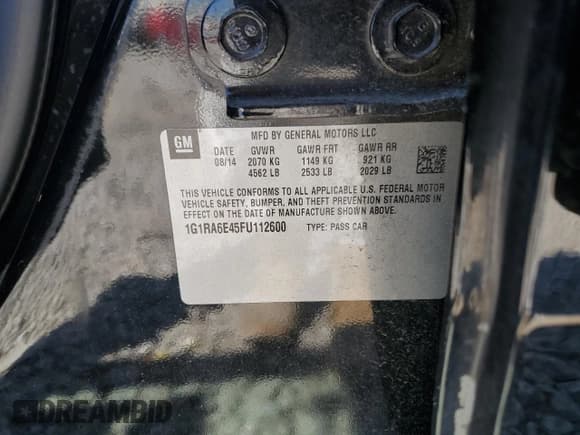 GM
MFD BY GENERAL MOTORS LLC
DATE GVWR GAWR FRT GAWR RR
08/14 2070 KG 1149 KG 921 KG
4562 LB 2533 LB 2029 LB
THIS VEHICLE CONFORMS TO ALL APPLICABLE U.S. FEDERAL MOTOR
VEHICLE SAFETY, BUMPER, AND THEFT PREVENTION STANDARDS IN
EFFECT ON THE DATE OF MANUFACTURE SHOWN ABOVE.
1G1RA6E45FU112600 TYPE: PASS CAR
DREAMBID